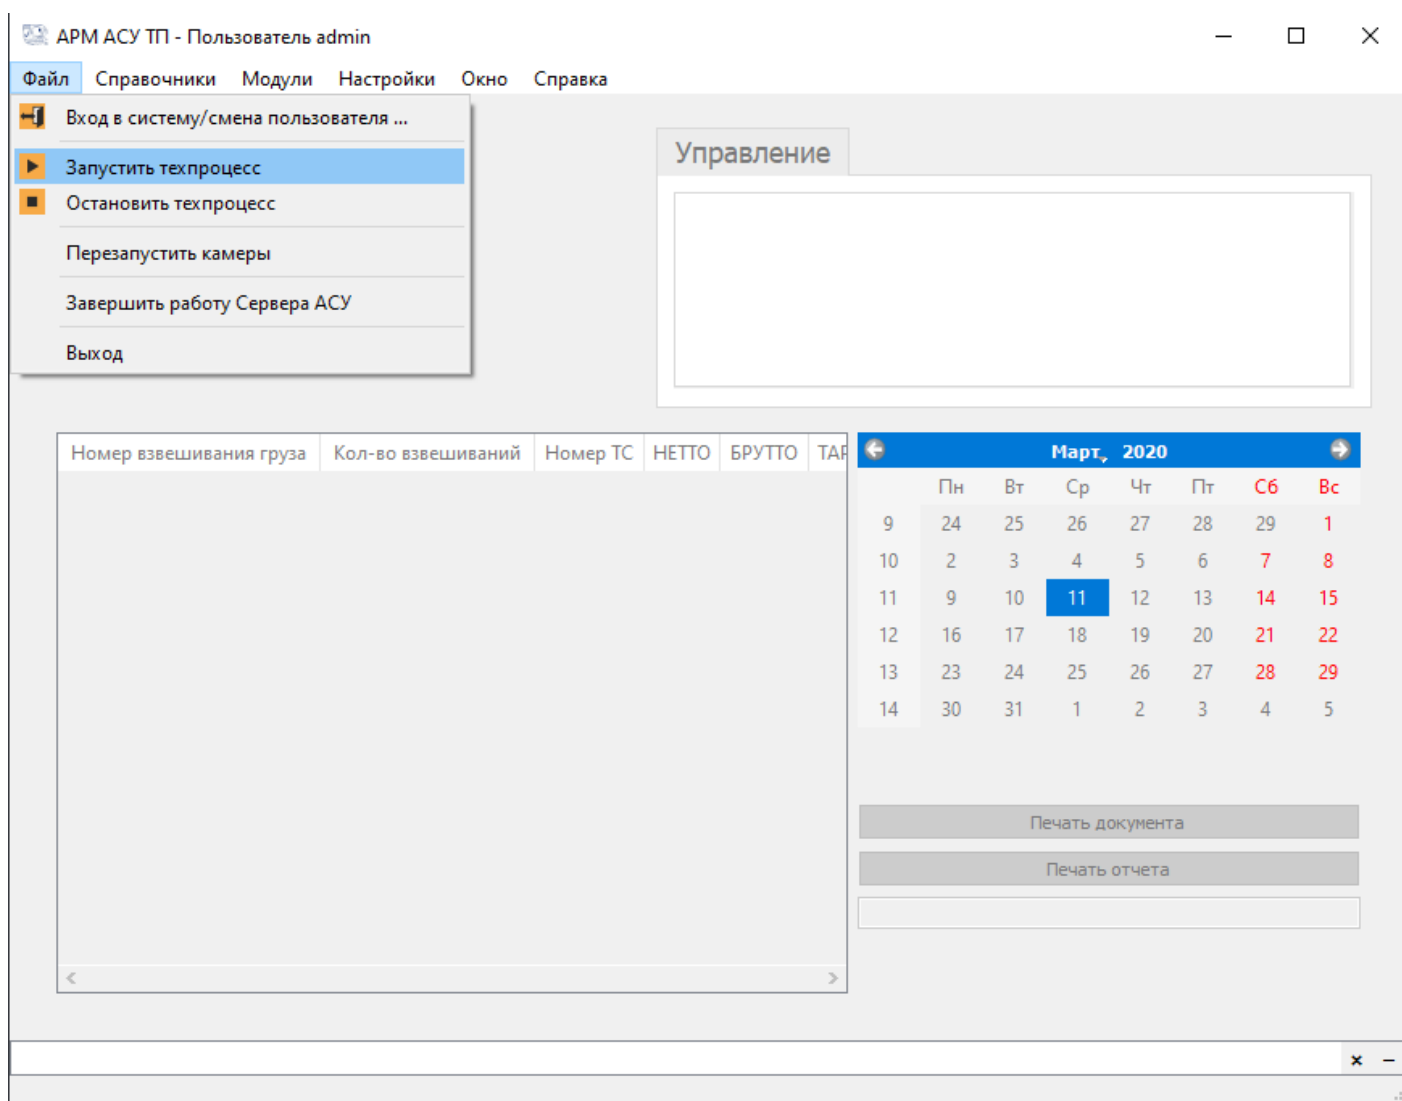 АРМ АСУ ТП - Пользователь admin
Файл Справочники Модули Настройки Окно Справка
Вход в систему/смена пользователя ...
Запустить техпроцесс
Остановить техпроцесс
Перезапустить камеры
Завершить работу Сервера АСУ
Выход
Управление
Номер взвешивания груза Кол-во взвешиваний Номер ТС НЕТТО БРУТТО ТАР
Март, 2020
Пн Вт Ср Чт Пт Сб Вс
9 24 25 26 27 28 29 1
10 2 3 4 5 6 7 8
11 9 10 11 12 13 14 15
12 16 17 18 19 20 21 22
13 23 24 25 26 27 28 29
14 30 31 1 2 3 4 5
Печать документа
Печать отчета